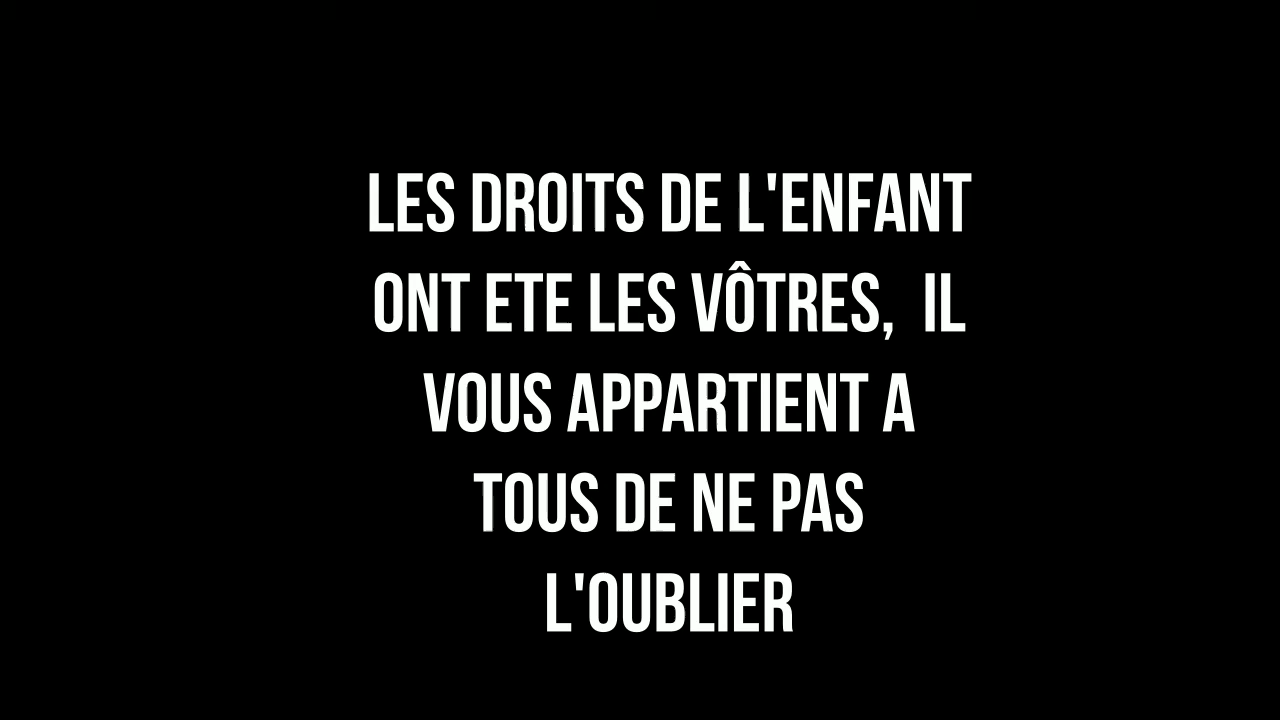 LES DROITS DE L'ENFANT
ONT ETE LES VÔTRES,  IL
VOUS APPARTIENT A
TOUS DE NE PAS
L'OUBLIER